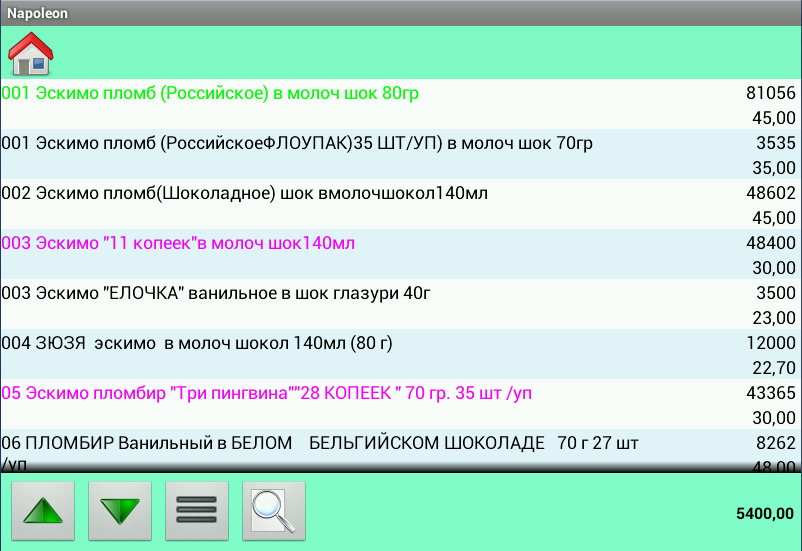 Napoleon
001 Эскимо пломб (Российское) в молоч шок 80гр 81056
45,00
001 Эскимо пломб (РоссийскоеФЛОУПАК)35 ШТ/УП) в молоч шок 70гр 3535
35,00
002 Эскимо пломб(Шоколадное) шок вмолочшокол140мл 48602
45,00
003 Эскимо "11 копеек"в молоч шок140мл 48400
30,00
003 Эскимо "ЕЛОЧКА" ванильное в шок глазури 40г 3500
23,00
004 ЗЮЗЯ  эскимо  в молоч шокол 140мл (80 г) 12000
22,70
05 Эскимо пломбир "Три пингвина""28 КОПЕЕК " 70 гр. 35 шт /уп 43365
30,00
06 ПЛОМБИР Ванильный в БЕЛОМ    БЕЛЬГИЙСКОМ ШОКОЛАДЕ   70 г 27 шт 8262
/уп 48,00
5400,00